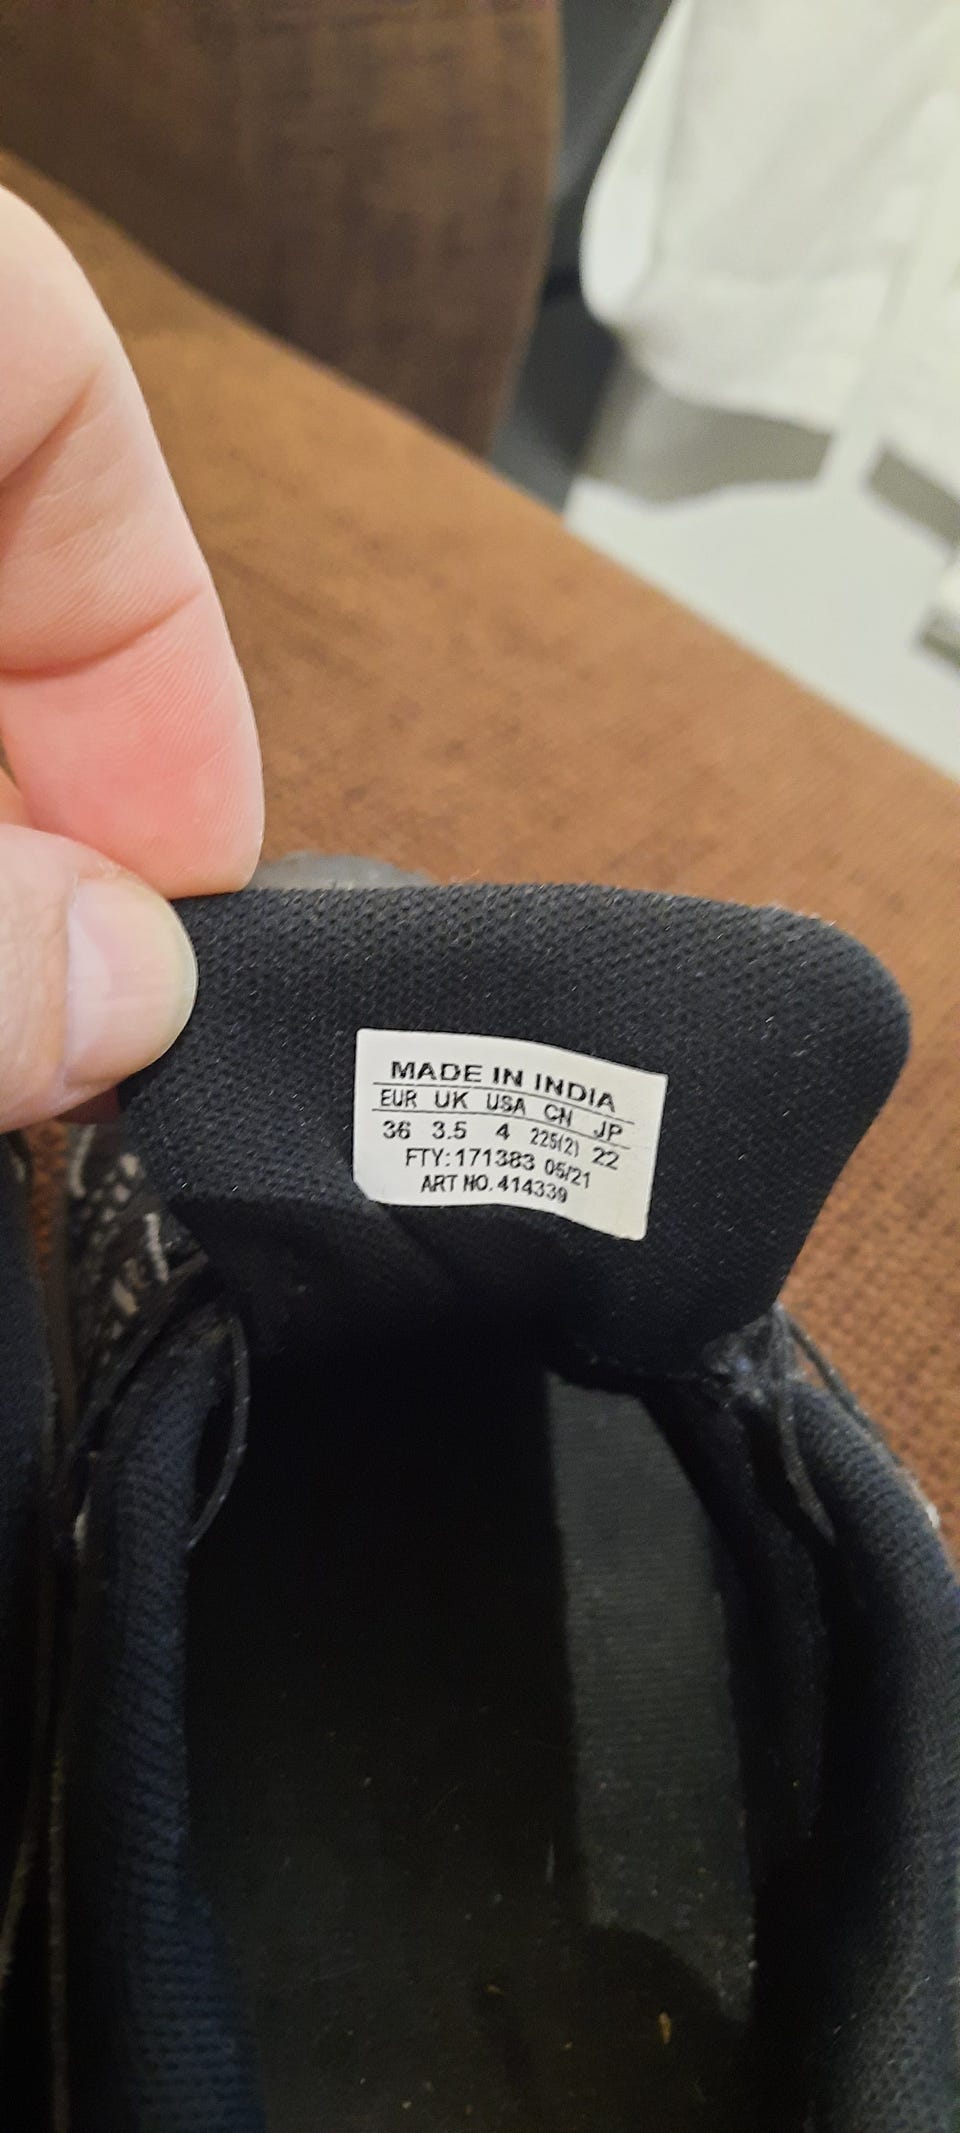 MADE IN INDIA
EUR UK USA CN JP
36 3.5 4 225(2) 22
FTY: 171383 05/21
ART NO. 414339